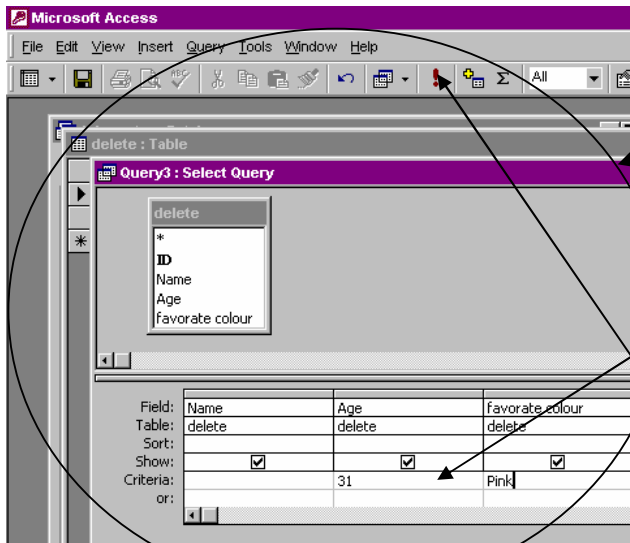 Microsoft Access
File Edit View Insert Query Tools Window Help
ABC Σ All
delete : Table
Query3 : Select Query
delete
*
ID
Name
Age
favorate colour
Field: Name Age favorate colour
Table: delete delete delete
Sort:
Show:
Criteria: 31 Pink
or: